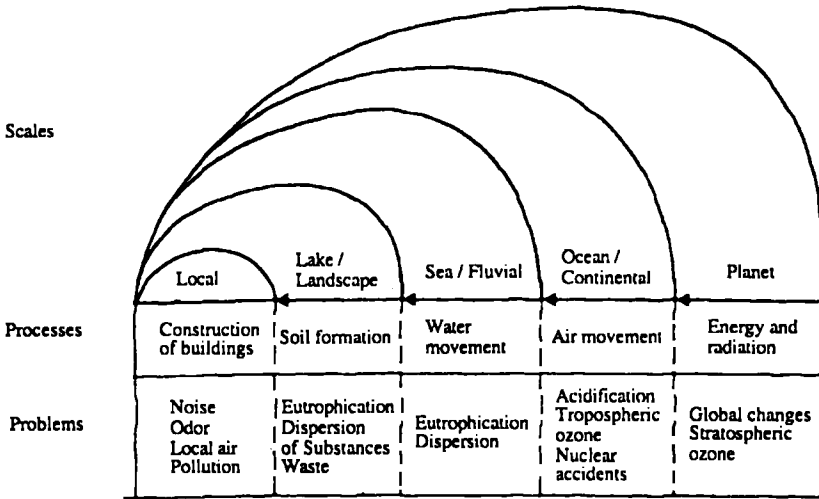 Scales
Local
Lake /
Landscape
Sea / Fluvial
Ocean /
Continental
Planet
Processes
Construction
of buildings
Soil formation
Water
movement
Air movement
Energy and
radiation
Problems
Noise
Odor
Local air
Pollution
Eutrophication
Dispersion
of Substances
Waste
Eutrophication
Dispersion
Acidification
Tropospheric
ozone
Nuclear
accidents
Global changes
Stratospheric
ozone